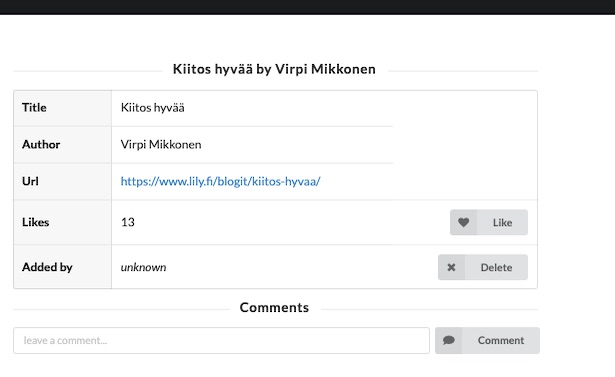 Kiitos hyvää by Virpi Mikkonen
Title Kiitos hyvää
Author Virpi Mikkonen
Url https://www.lily.fi/blogit/kiitos-hyvaa/
Likes 13 Like
Added by unknown Delete
Comments
leave a comment... Comment